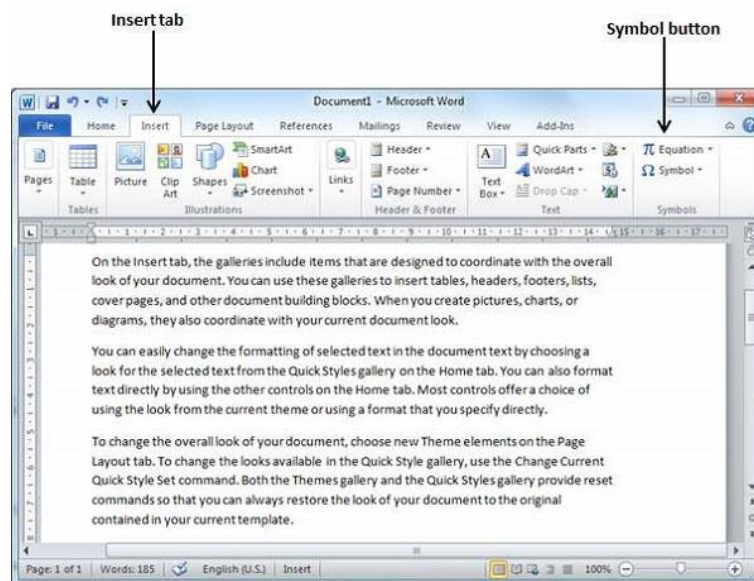 Insert tab
Symbol button
Document1 - Microsoft Word
File Home Insert Page Layout References Mailings Review View Add-Ins
Pages Table Picture Clip Art Shapes SmartArt Chart Screenshot Links Header Footer Page Number Text Box Quick Parts WordArt Drop Cap π Equation Ω Symbol
Tables Illustrations Header & Footer Text Symbols
On the Insert tab, the galleries include items that are designed to coordinate with the overall
look of your document. You can use these galleries to insert tables, headers, footers, lists,
cover pages, and other document building blocks. When you create pictures, charts, or
diagrams, they also coordinate with your current document look.
You can easily change the formatting of selected text in the document text by choosing a
look for the selected text from the Quick Styles gallery on the Home tab. You can also format
text directly by using the other controls on the Home tab. Most controls offer a choice of
using the look from the current theme or using a format that you specify directly.
To change the overall look of your document, choose new Theme elements on the Page
Layout tab. To change the looks available in the Quick Style gallery, use the Change Current
Quick Style Set command. Both the Themes gallery and the Quick Styles gallery provide reset
commands so that you can always restore the look of your document to the original
contained in your current template.
Page: 1 of 1 Words: 185 English (U.S.) Insert 100%